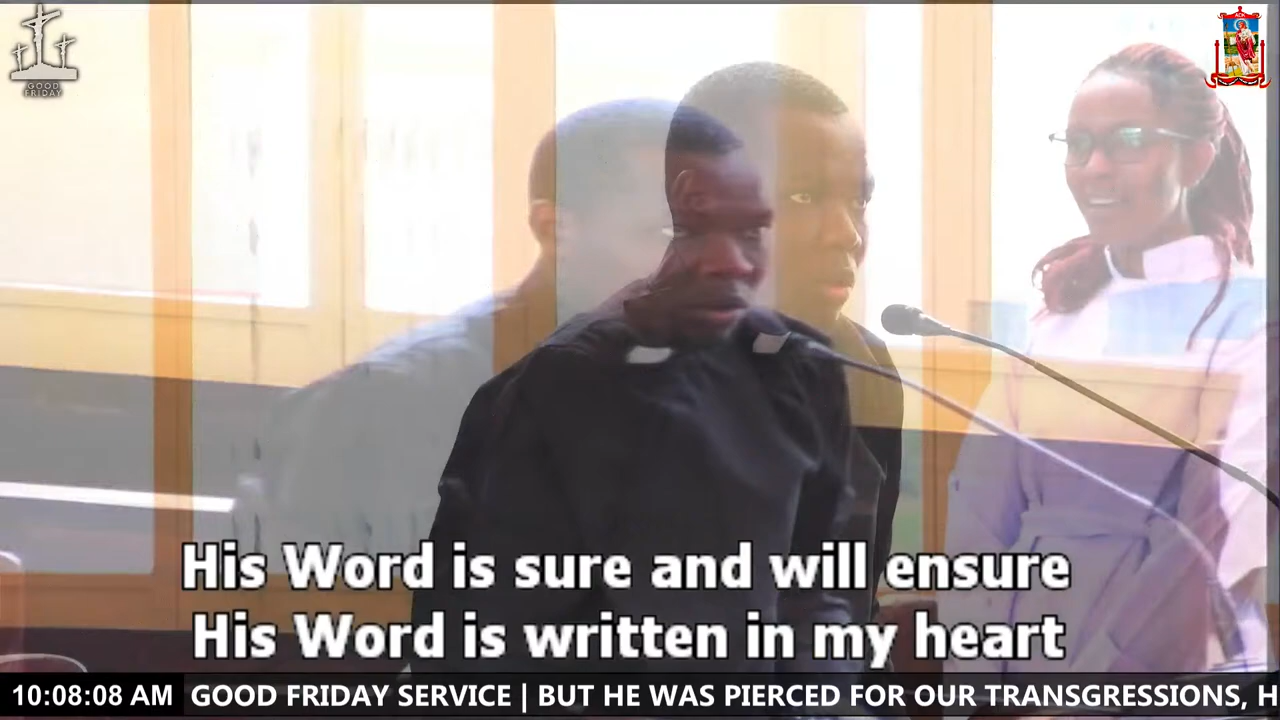 GOOD
FRIDAY
ACK
His Word is sure and will ensure
His Word is written in my heart
10:08:08 AM GOOD FRIDAY SERVICE | BUT HE WAS PIERCED FOR OUR TRANSGRESSIONS, H